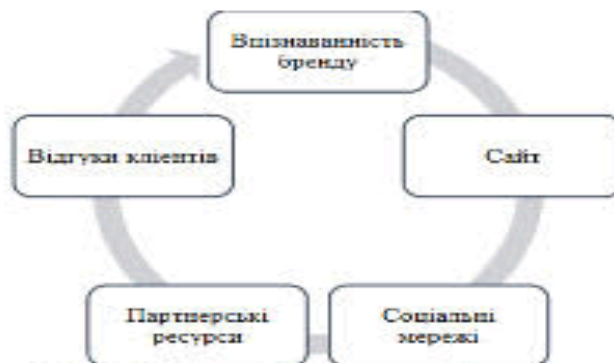 Впізнаванність
бренду
Сайт
Соціальні
мережі
Партнерські
ресурси
Відгуки клієнтів